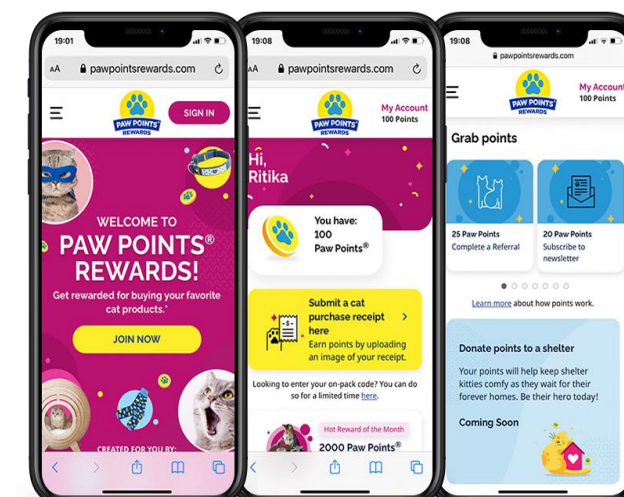 19:01
AA pawpointsrewards.com
PAW POINTS®
REWARDS
SIGN IN
WELCOME TO
PAW POINTS®
REWARDS!
Get rewarded for buying your favorite
cat products.*
JOIN NOW
CREATED FOR YOU BY:
19:08
AA pawpointsrewards.com
PAW POINTS®
REWARDS
My Account
100 Points
Hi,
Ritika
You have:
100
Paw Points®
Submit a cat
purchase receipt
here
Earn points by uploading
an image of your receipt.
Looking to enter your on-pack code? You can do
so for a limited time here.
Hot Reward of the Month
2000 Paw Points®
19:08
pawpointsrewards.com
PAW POINTS®
REWARDS
My Account
100 Points
Grab points
25 Paw Points
Complete a Referral
20 Paw Points
Subscribe to
newsletter
Learn more about how points work.
Donate points to a shelter
Your points will help keep shelter
kitties comfy as they wait for their
forever homes. Be their hero today!
Coming Soon